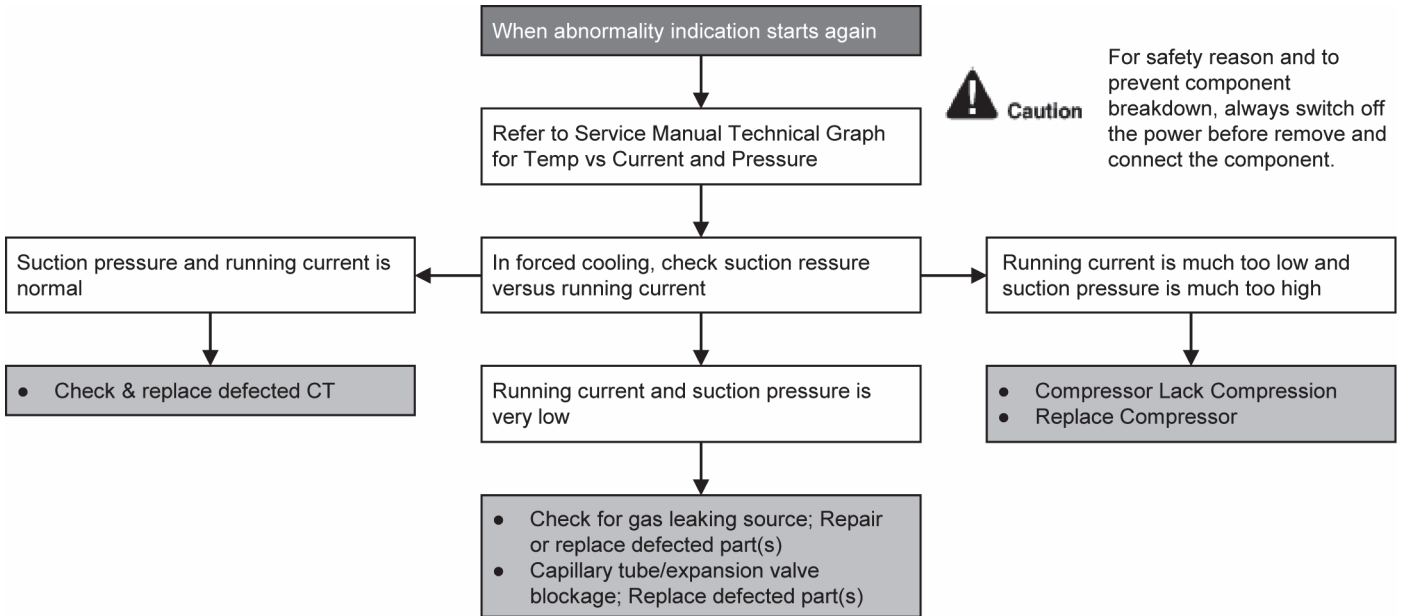 When abnormality indication starts again
For safety reason and to
prevent component
breakdown, always switch off
the power before remove and
connect the component.
Caution
Refer to Service Manual Technical Graph
for Temp vs Current and Pressure
Suction pressure and running current is
normal
In forced cooling, check suction ressure
versus running current
Running current is much too low and
suction pressure is much too high
● Check & replace defected CT
Running current and suction pressure is
very low
● Compressor Lack Compression
● Replace Compressor
● Check for gas leaking source; Repair
or replace defected part(s)
● Capillary tube/expansion valve
blockage; Replace defected part(s)